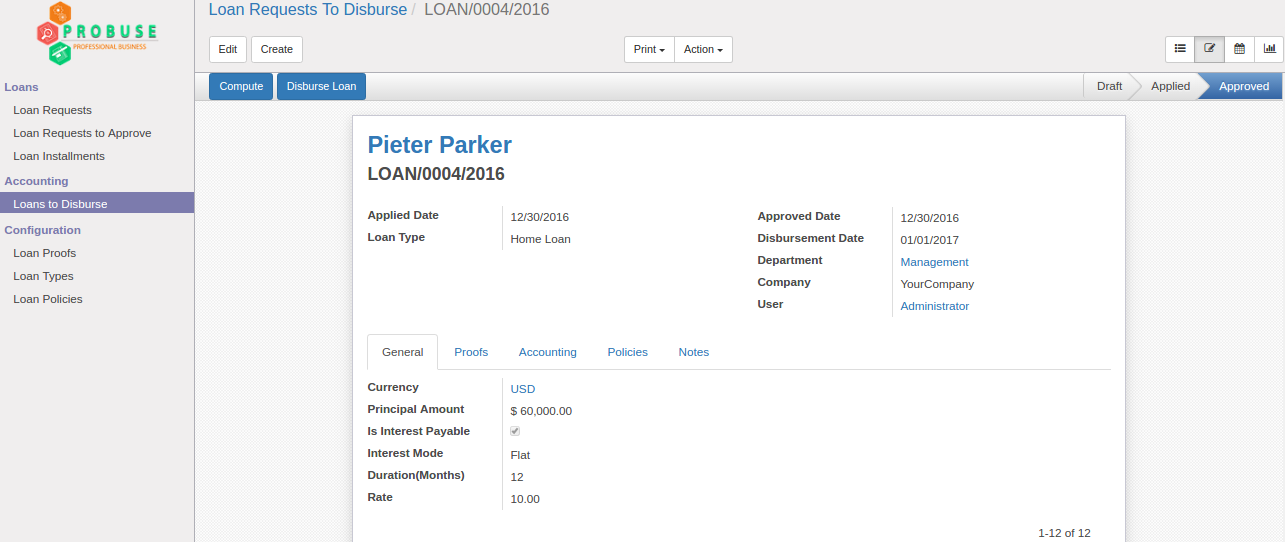 PROBUSE
PROFESSIONAL BUSINESS
Loans
Loan Requests
Loan Requests to Approve
Loan Installments
Accounting
Loans to Disburse
Configuration
Loan Proofs
Loan Types
Loan Policies
Loan Requests To Disburse / LOAN/0004/2016
Edit Create Print Action
Compute Disburse Loan Draft Applied Approved
Pieter Parker
LOAN/0004/2016
Applied Date 12/30/2016
Loan Type Home Loan
Approved Date 12/30/2016
Disbursement Date 01/01/2017
Department Management
Company YourCompany
User Administrator
General Proofs Accounting Policies Notes
Currency USD
Principal Amount $ 60,000.00
Is Interest Payable
Interest Mode Flat
Duration(Months) 12
Rate 10.00
1-12 of 12